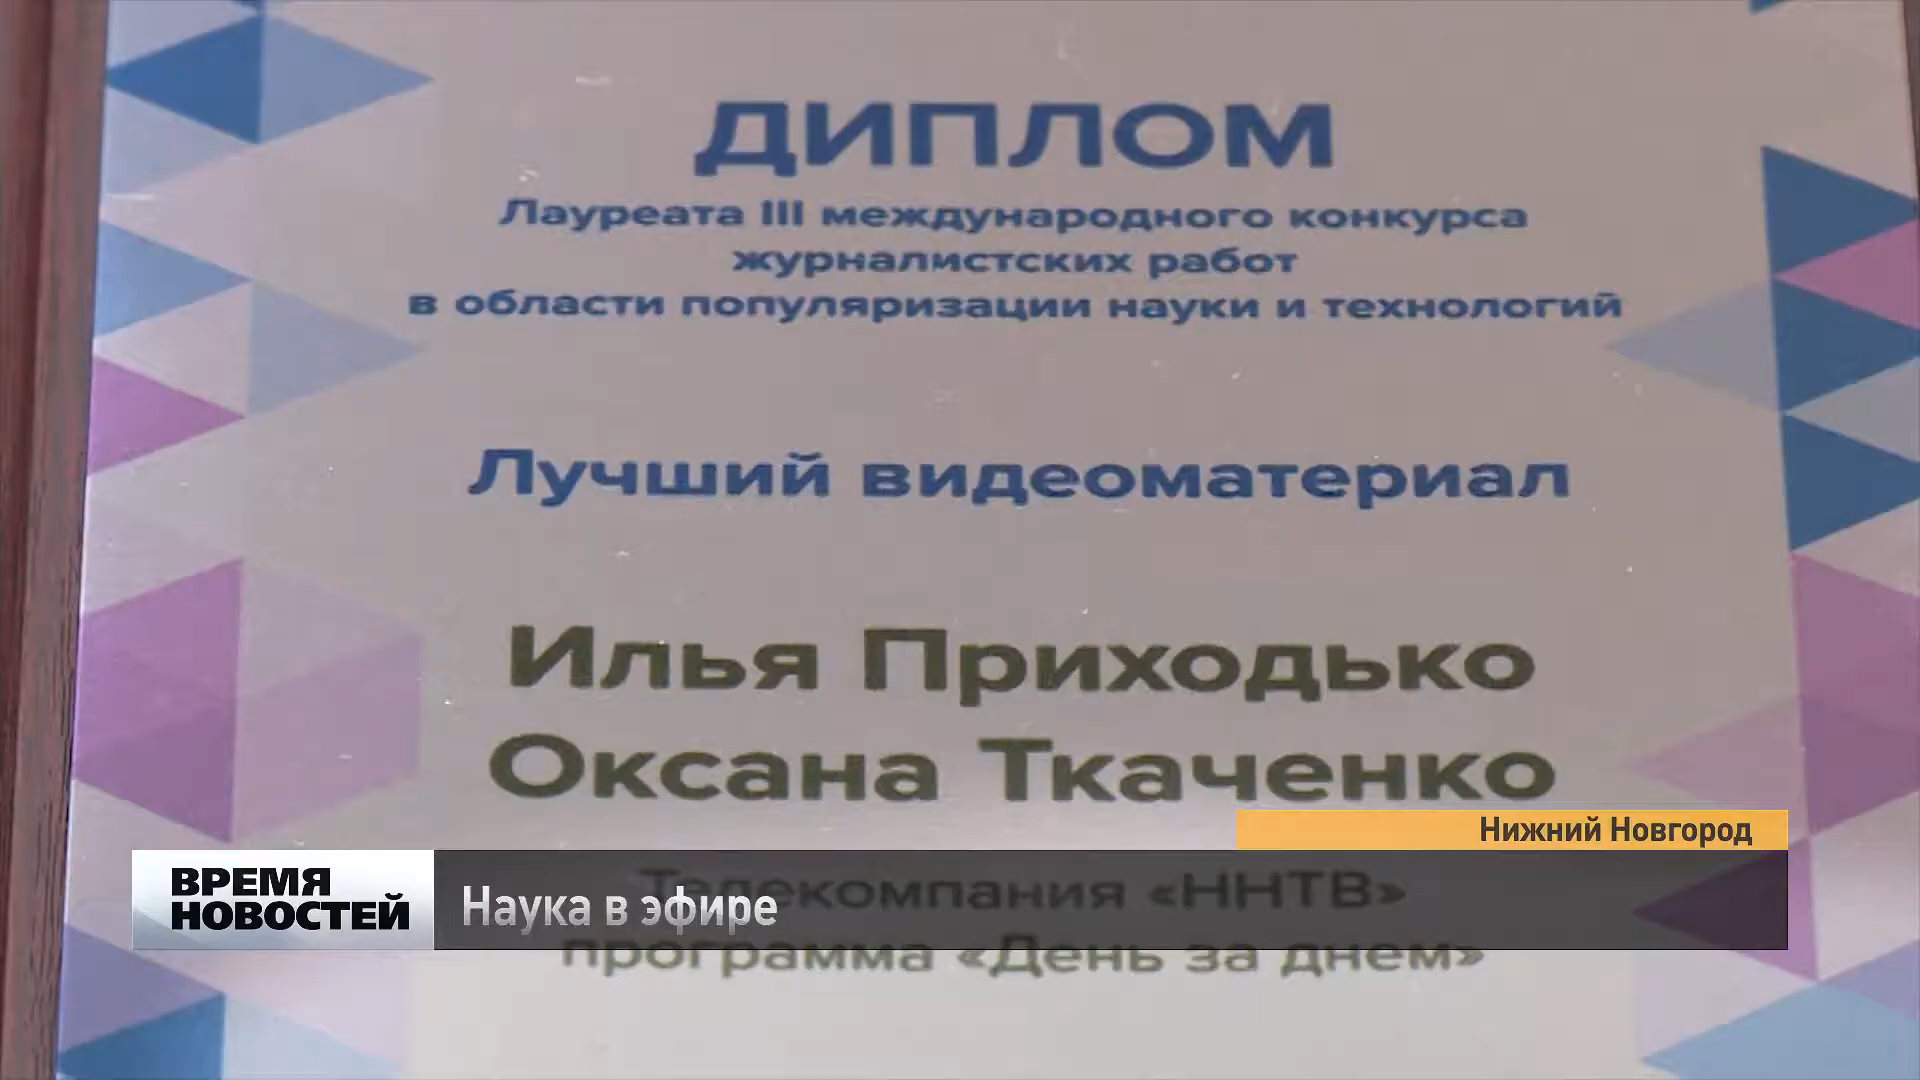 ДИПЛОМ
Лауреата III международного конкурса
журналистских работ
в области популяризации науки и технологий
Лучший видеоматериал
Илья Приходько
Оксана Ткаченко
Нижний Новгород
Телекомпания «ННТВ»
ВРЕМЯ
НОВОСТЕЙ
Наука в эфире
программа «День за днем»